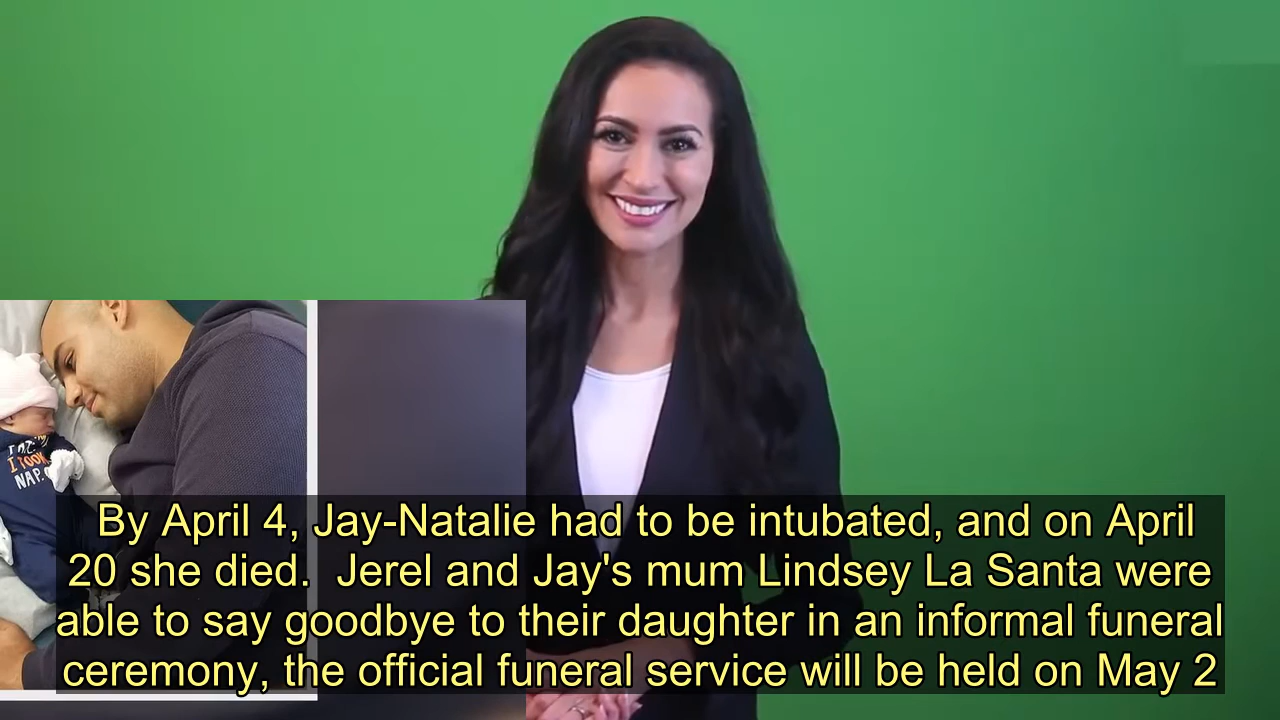 I TOOK
NAP.
By April 4, Jay-Natalie had to be intubated, and on April
20 she died.  Jerel and Jay's mum Lindsey La Santa were
able to say goodbye to their daughter in an informal funeral
ceremony, the official funeral service will be held on May 2